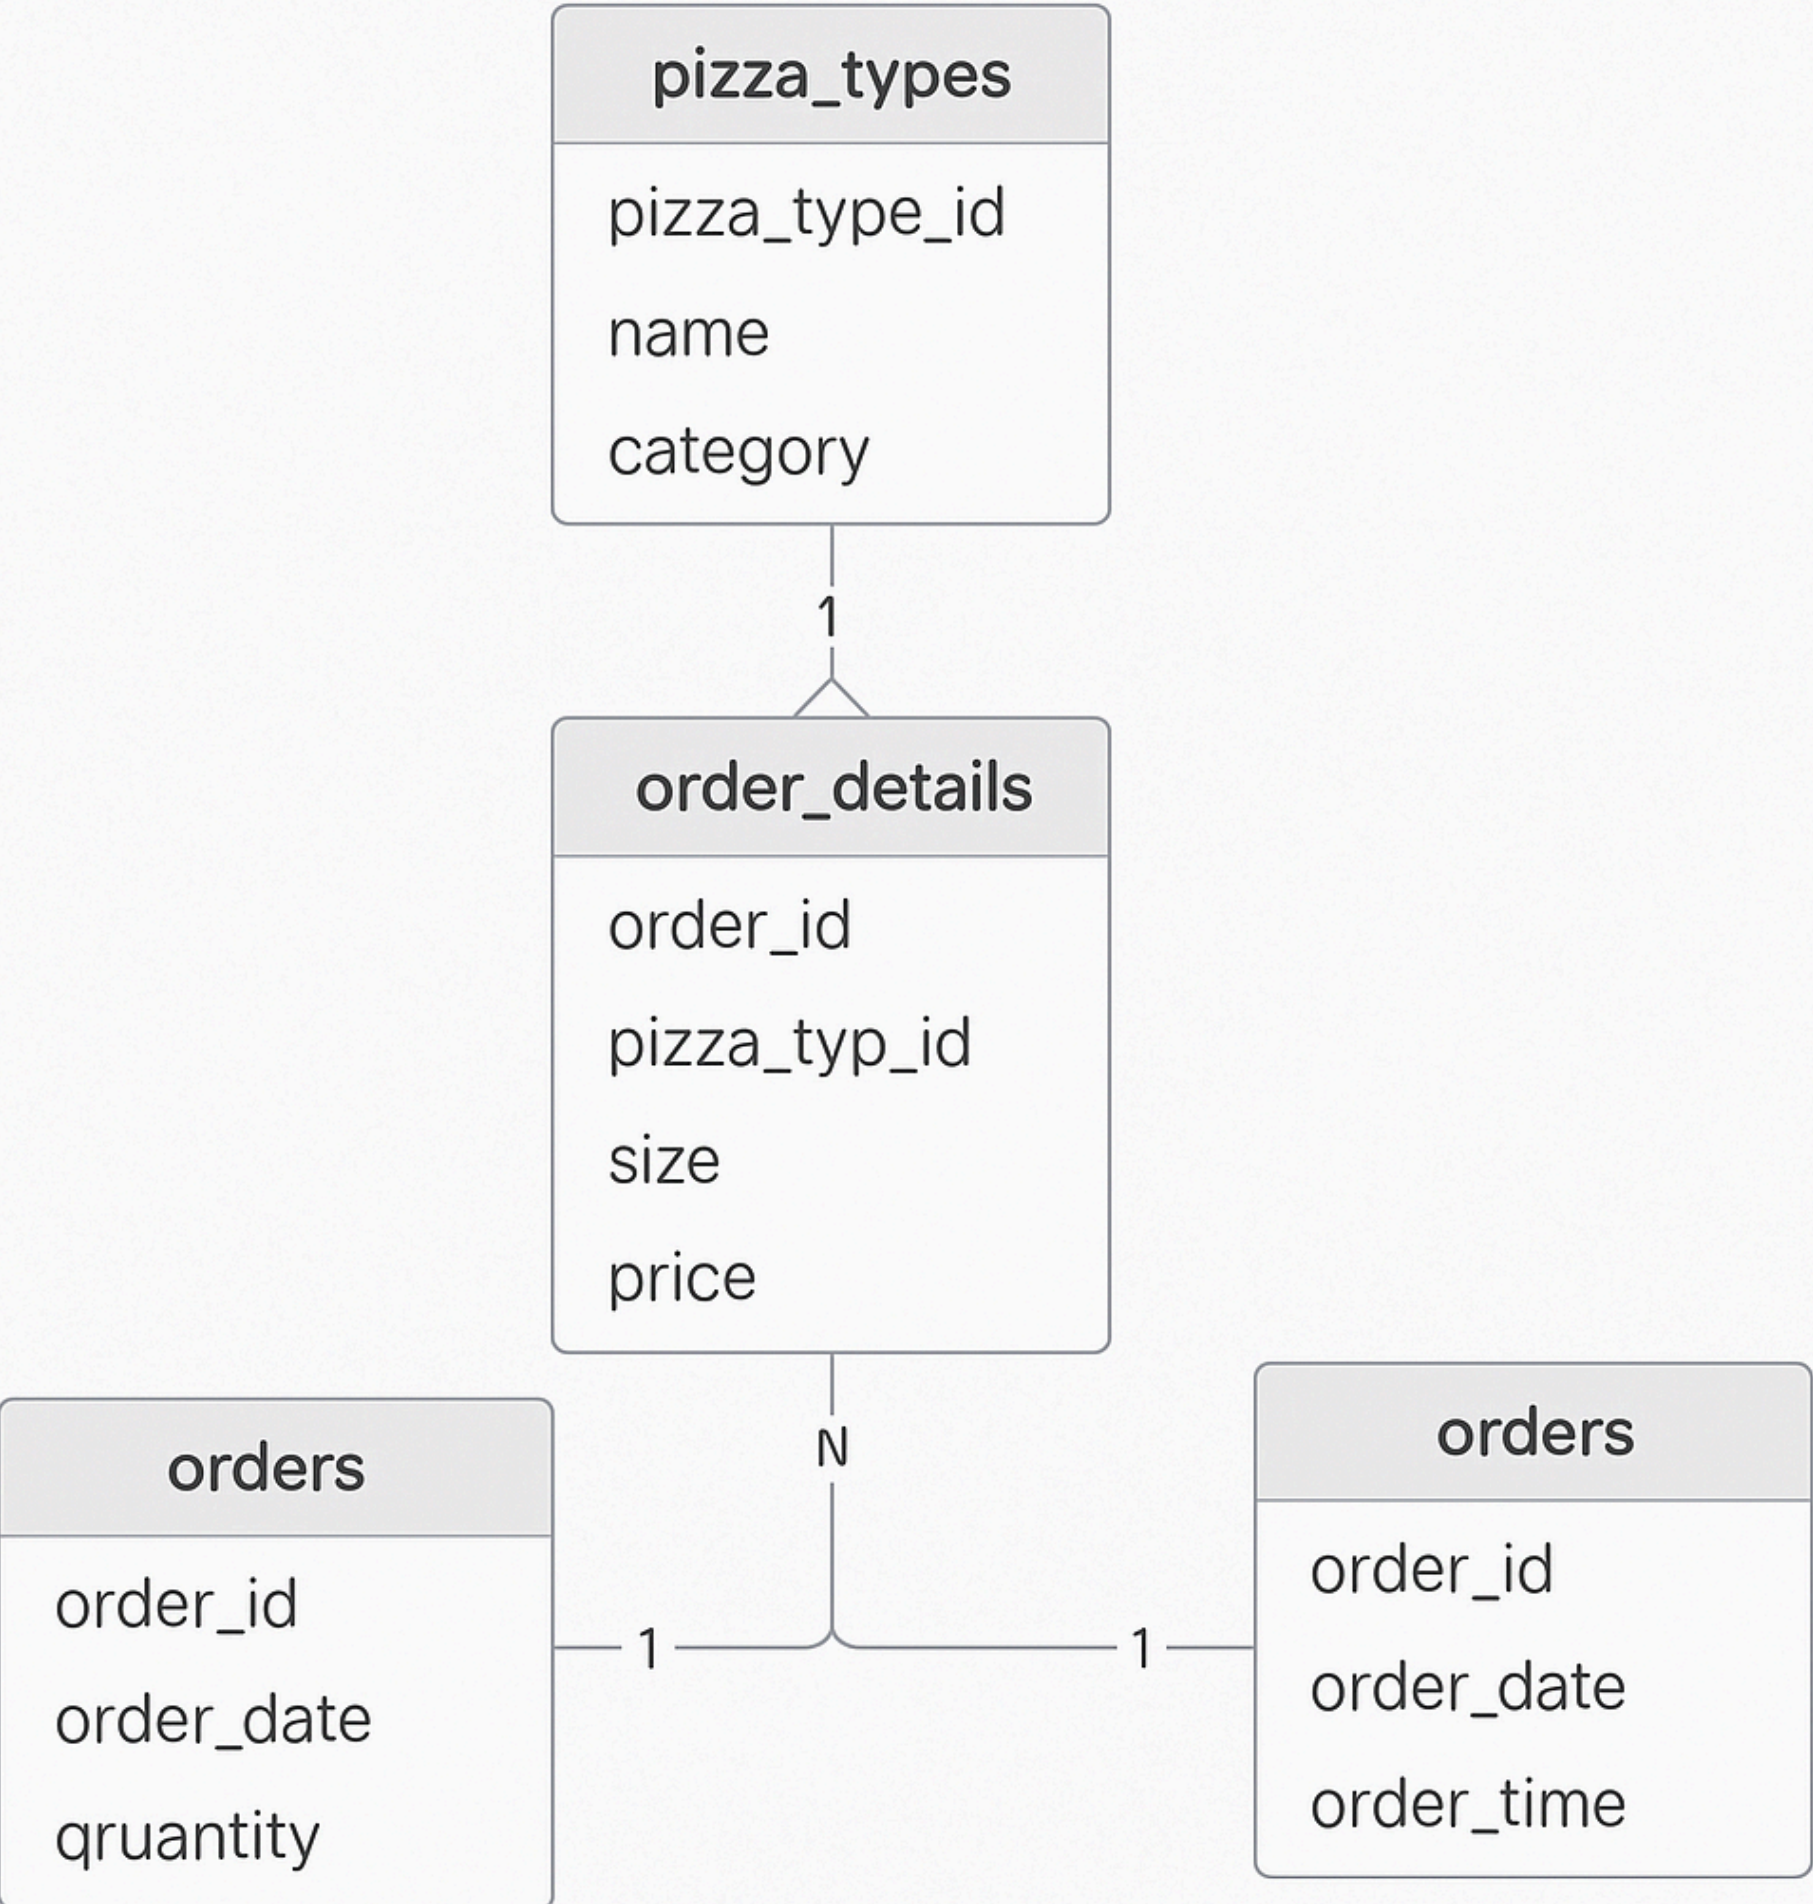 pizza_types
pizza_type_id
name
category
1
order_details
order_id
pizza_typ_id
size
price
N
orders
order_id
order_date
qruantity
1
1
orders
order_id
order_date
order_time